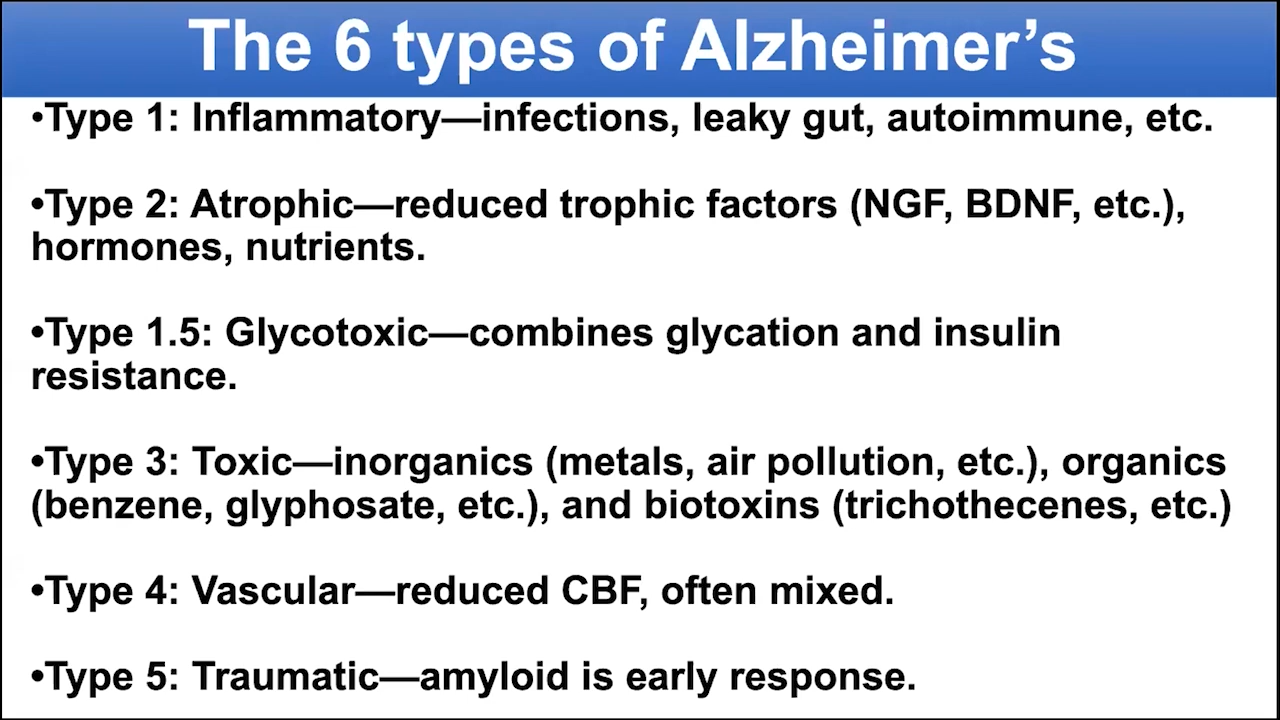 The 6 types of Alzheimer’s
•Type 1: Inflammatory—infections, leaky gut, autoimmune, etc.
•Type 2: Atrophic—reduced trophic factors (NGF, BDNF, etc.),
hormones, nutrients.
•Type 1.5: Glycotoxic—combines glycation and insulin
resistance.
•Type 3: Toxic—inorganics (metals, air pollution, etc.), organics
(benzene, glyphosate, etc.), and biotoxins (trichothecenes, etc.)
•Type 4: Vascular—reduced CBF, often mixed.
•Type 5: Traumatic—amyloid is early response.